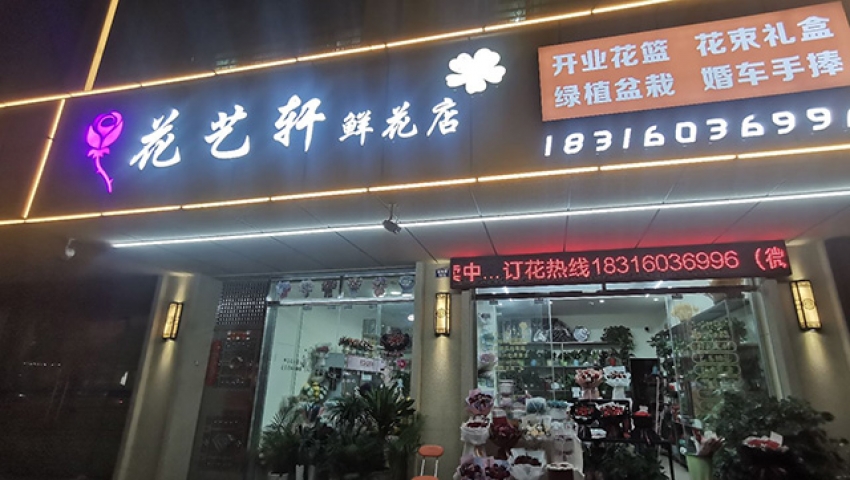 花艺轩鲜花店
开业花篮 花束礼盒
绿植盆栽 婚车手捧
18316036996
中...订花热线18316036996（微